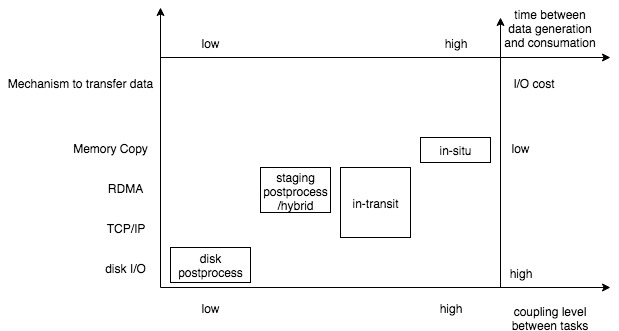 time between
data generation
and consumation
low
high
Mechanism to transfer data
I/O cost
Memory Copy
in-situ
low
RDMA
staging
postprocess
/hybrid
in-transit
TCP/IP
disk I/O
disk
postprocess
high
low
high
coupling level
between tasks